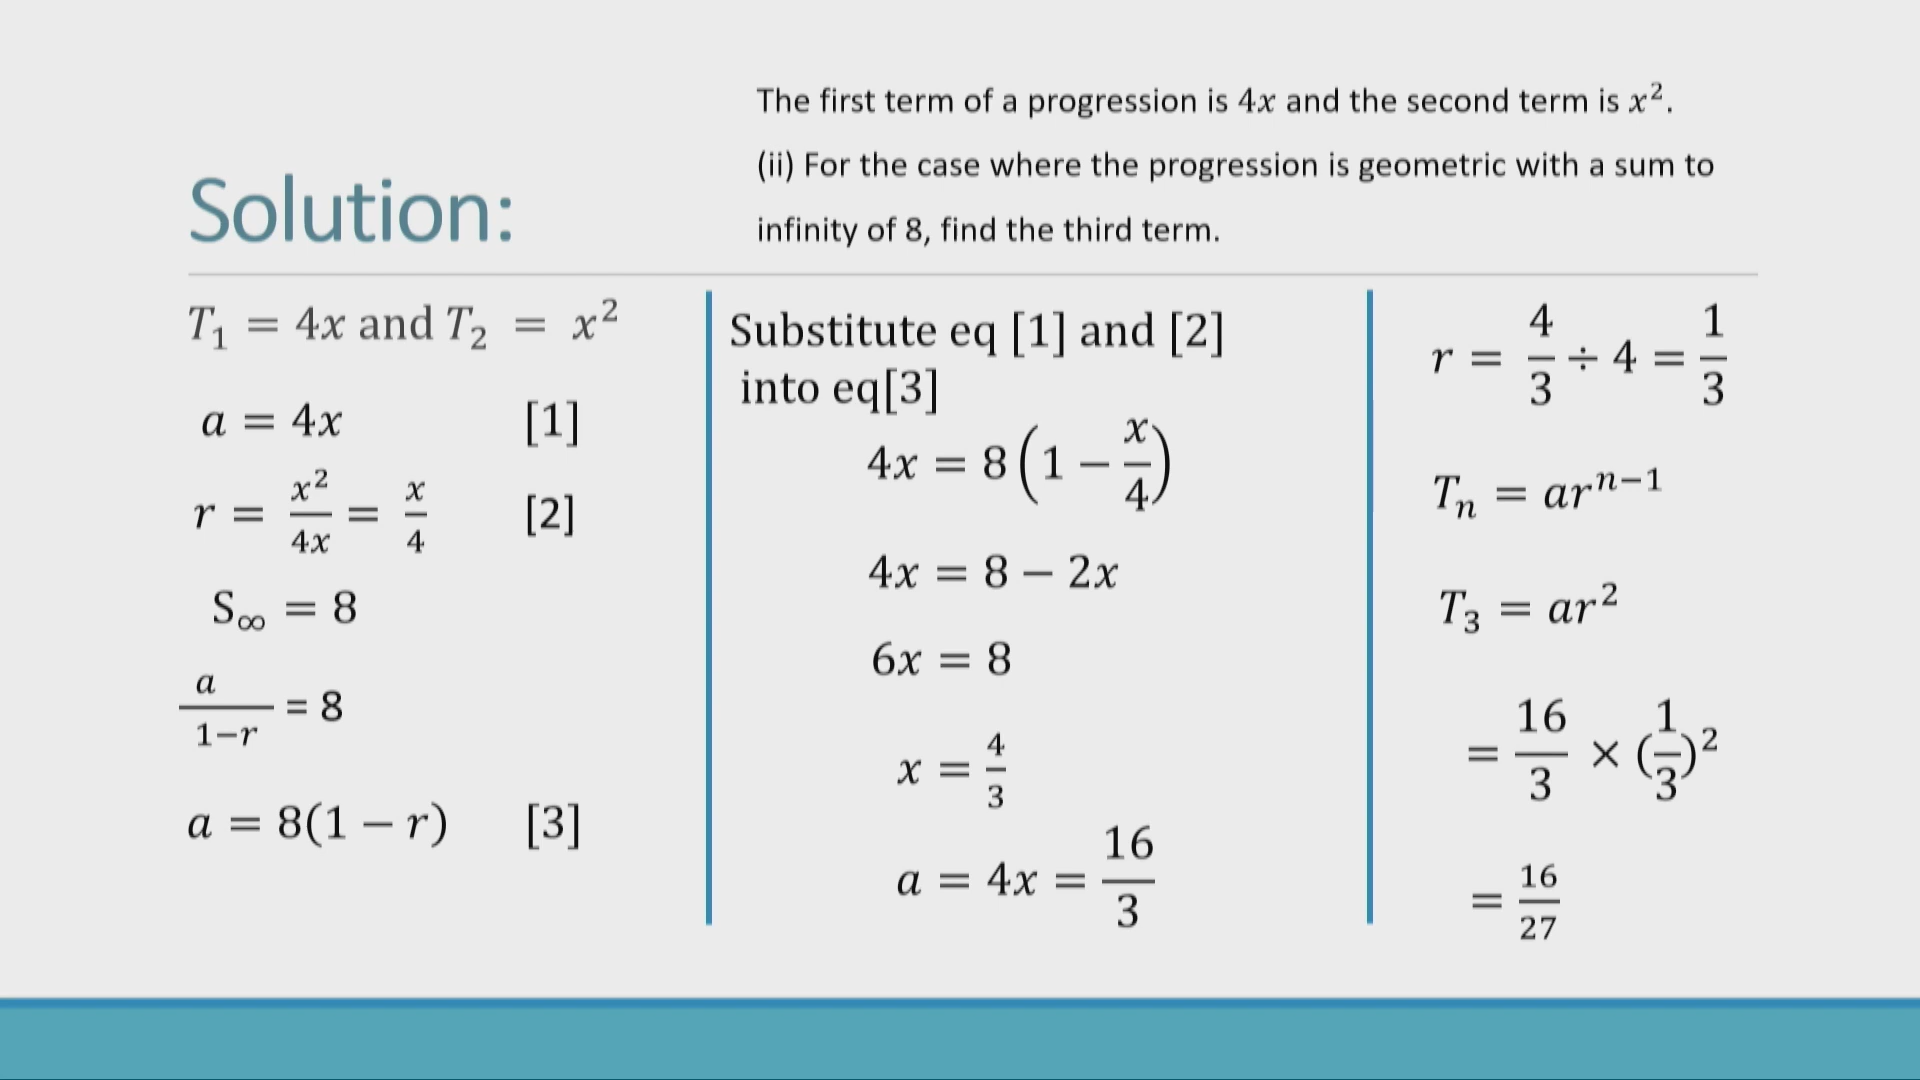 The first term of a progression is 4x and the second term is x².
(ii) For the case where the progression is geometric with a sum to
infinity of 8, find the third term.
Solution:
T₁ = 4x and T₂ = x²
a = 4x [1]
r = x²/4x = x/4 [2]
S∞ = 8
a/(1−r) = 8
a = 8(1 − r) [3]
Substitute eq [1] and [2]
into eq[3]
4x = 8(1 − x/4)
4x = 8 − 2x
6x = 8
x = 4/3
a = 4x = 16/3
r = 4/3 ÷ 4 = 1/3
Tₙ = arⁿ⁻¹
T₃ = ar²
= 16/3 × (1/3)²
= 16/27